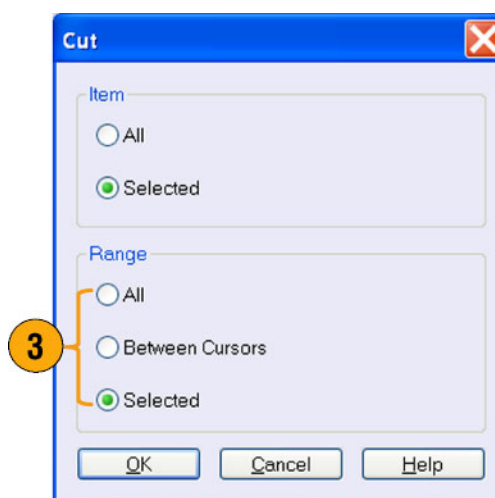 Cut
Item
All
Selected
Range
All
Between Cursors
Selected
3
OK
Cancel
Help